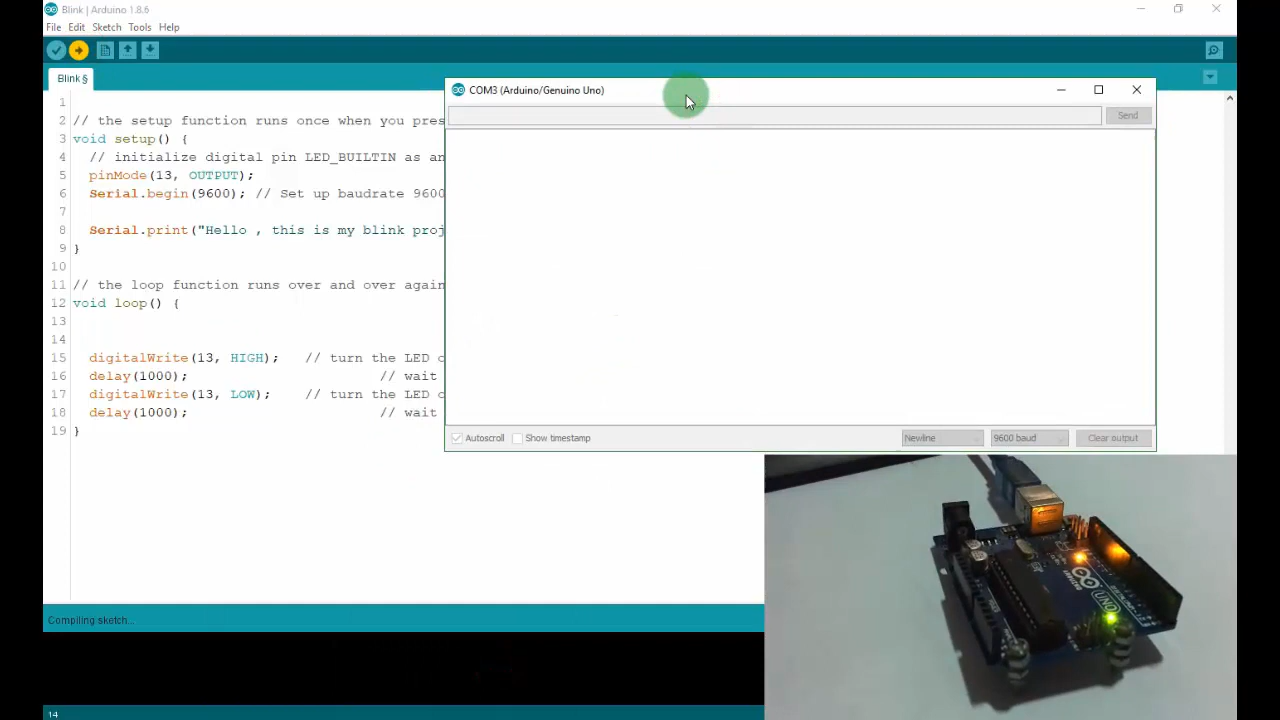 Blink | Arduino 1.8.6
File Edit Sketch Tools Help
Blink §
COM3 (Arduino/Genuino Uno)
Send
1
2 // the setup function runs once when you pres
3 void setup() {
4 // initialize digital pin LED_BUILTIN as an
5 pinMode(13, OUTPUT);
6 Serial.begin(9600); // Set up baudrate 9600
7
8 Serial.print("Hello , this is my blink proj
9 }
10
11 // the loop function runs over and over again
12 void loop() {
13
14
15 digitalWrite(13, HIGH); // turn the LED o
16 delay(1000); // wait
17 digitalWrite(13, LOW); // turn the LED o
18 delay(1000); // wait
19 }
Autoscroll Show timestamp Newline 9600 baud Clear output
Compiling sketch...
ARDUINO
UNO
14